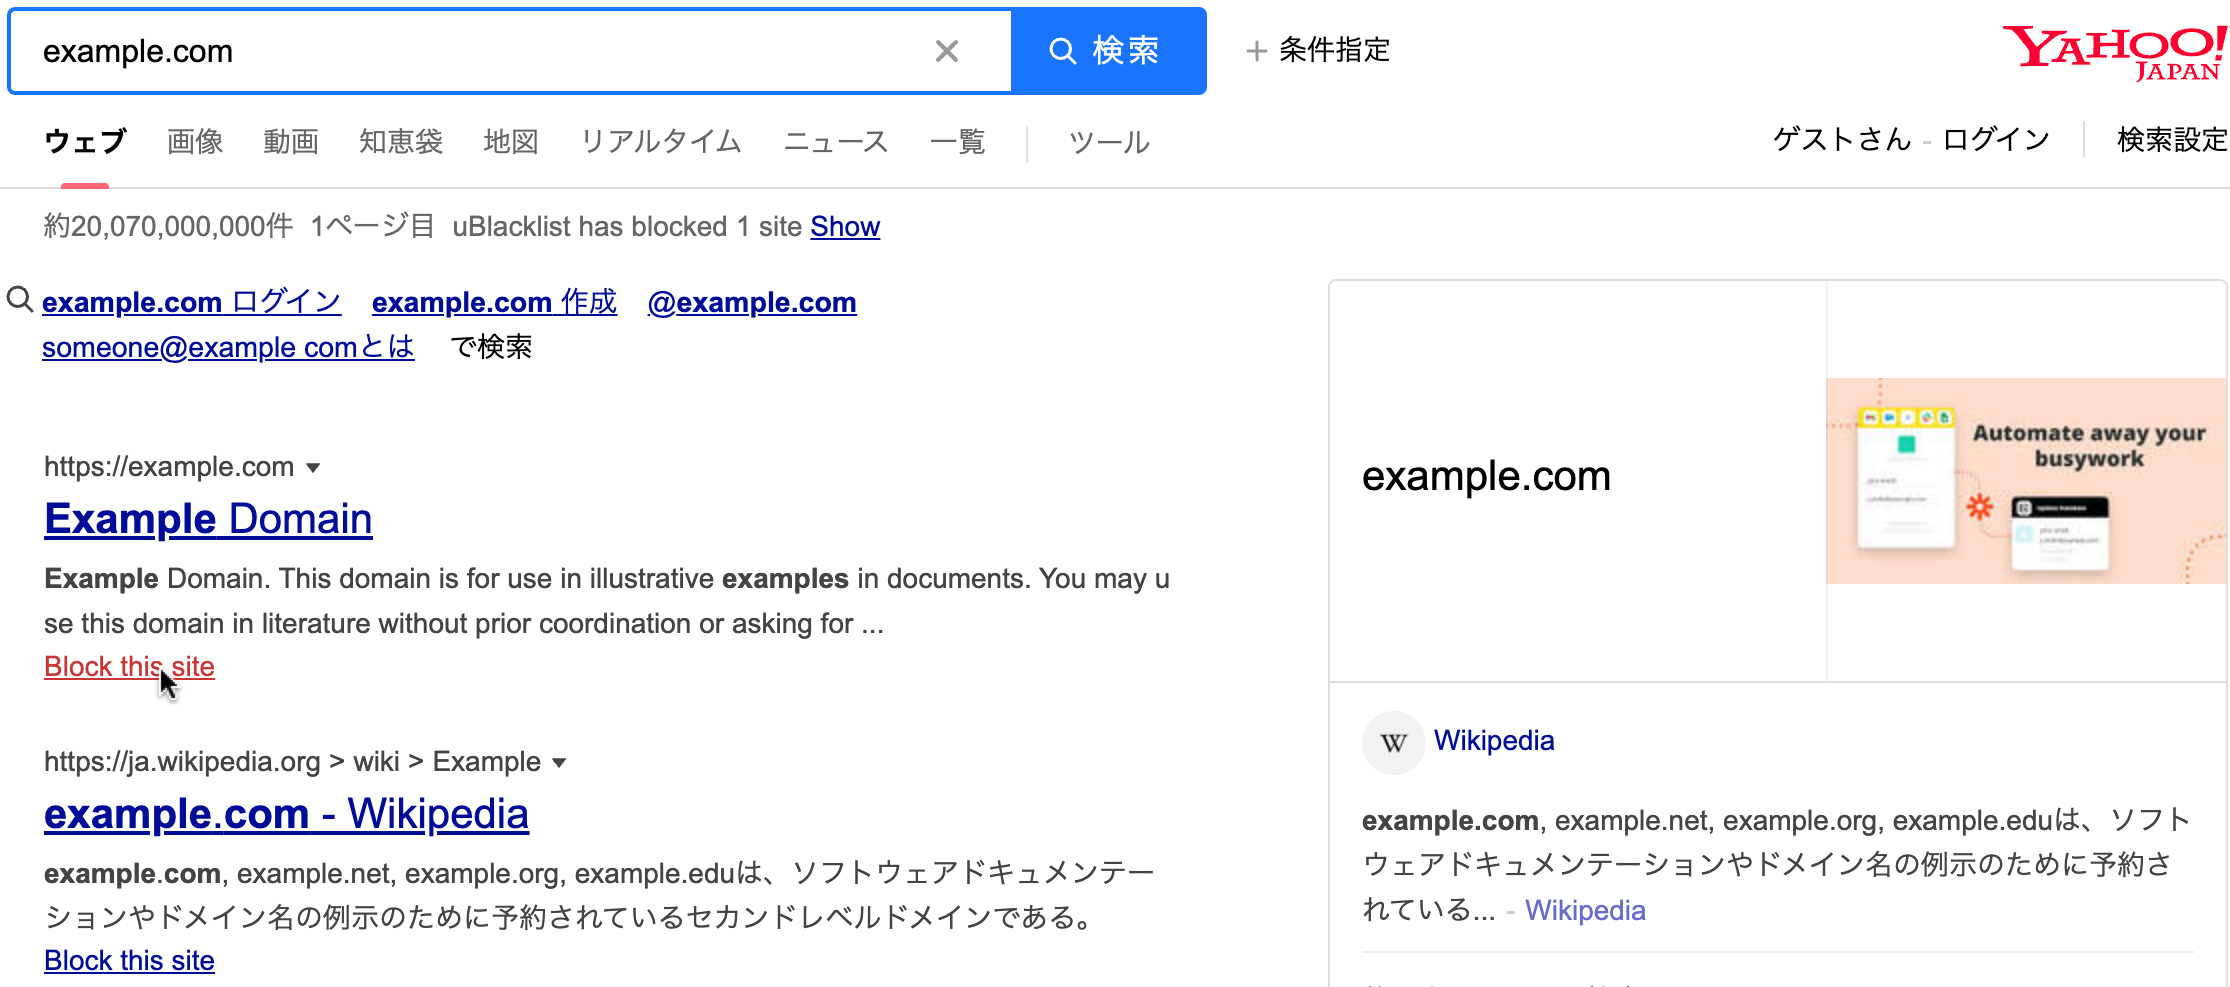 example.com
検索
条件指定
YAHOO!
JAPAN
ウェブ 画像 動画 知恵袋 地図 リアルタイム ニュース 一覧 ツール
ゲストさん - ログイン 検索設定
約20,070,000,000件 1ページ目 uBlacklist has blocked 1 site Show
example.com ログイン example.com 作成 @example.com
someone@example comとは で検索
https://example.com
Example Domain
Example Domain. This domain is for use in illustrative examples in documents. You may u
se this domain in literature without prior coordination or asking for ...
Block this site
https://ja.wikipedia.org > wiki > Example
example.com - Wikipedia
example.com, example.net, example.org, example.eduは、ソフトウェアドキュメンテー
ションやドメイン名の例示のために予約されているセカンドレベルドメインである。
Block this site
example.com
Automate away your
busywork
W
Wikipedia
example.com, example.net, example.org, example.eduは、ソフト
ウェアドキュメンテーションやドメイン名の例示のために予約さ
れている... - Wikipedia